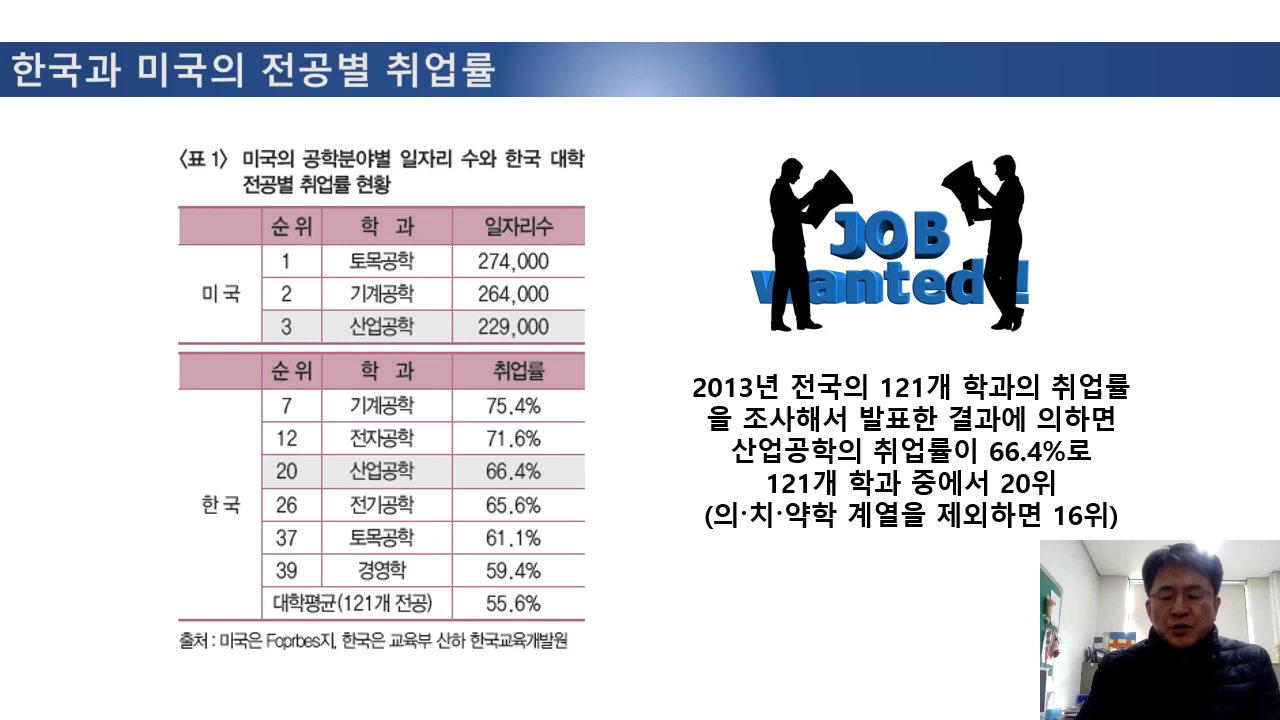 한국과 미국의 전공별 취업률
〈표 1〉 미국의 공학분야별 일자리 수와 한국 대학
전공별 취업률 현황
순 위 학 과 일자리수
1 토목공학 274,000
미 국 2 기계공학 264,000
3 산업공학 229,000
순 위 학 과 취업률
7 기계공학 75.4%
12 전자공학 71.6%
20 산업공학 66.4%
한 국 26 전기공학 65.6%
37 토목공학 61.1%
39 경영학 59.4%
대학평균(121개 전공) 55.6%
출처 : 미국은 Foprbes지, 한국은 교육부 산하 한국교육개발원
JOB
wanted !
2013년 전국의 121개 학과의 취업률
을 조사해서 발표한 결과에 의하면
산업공학의 취업률이 66.4%로
121개 학과 중에서 20위
(의·치·약학 계열을 제외하면 16위)